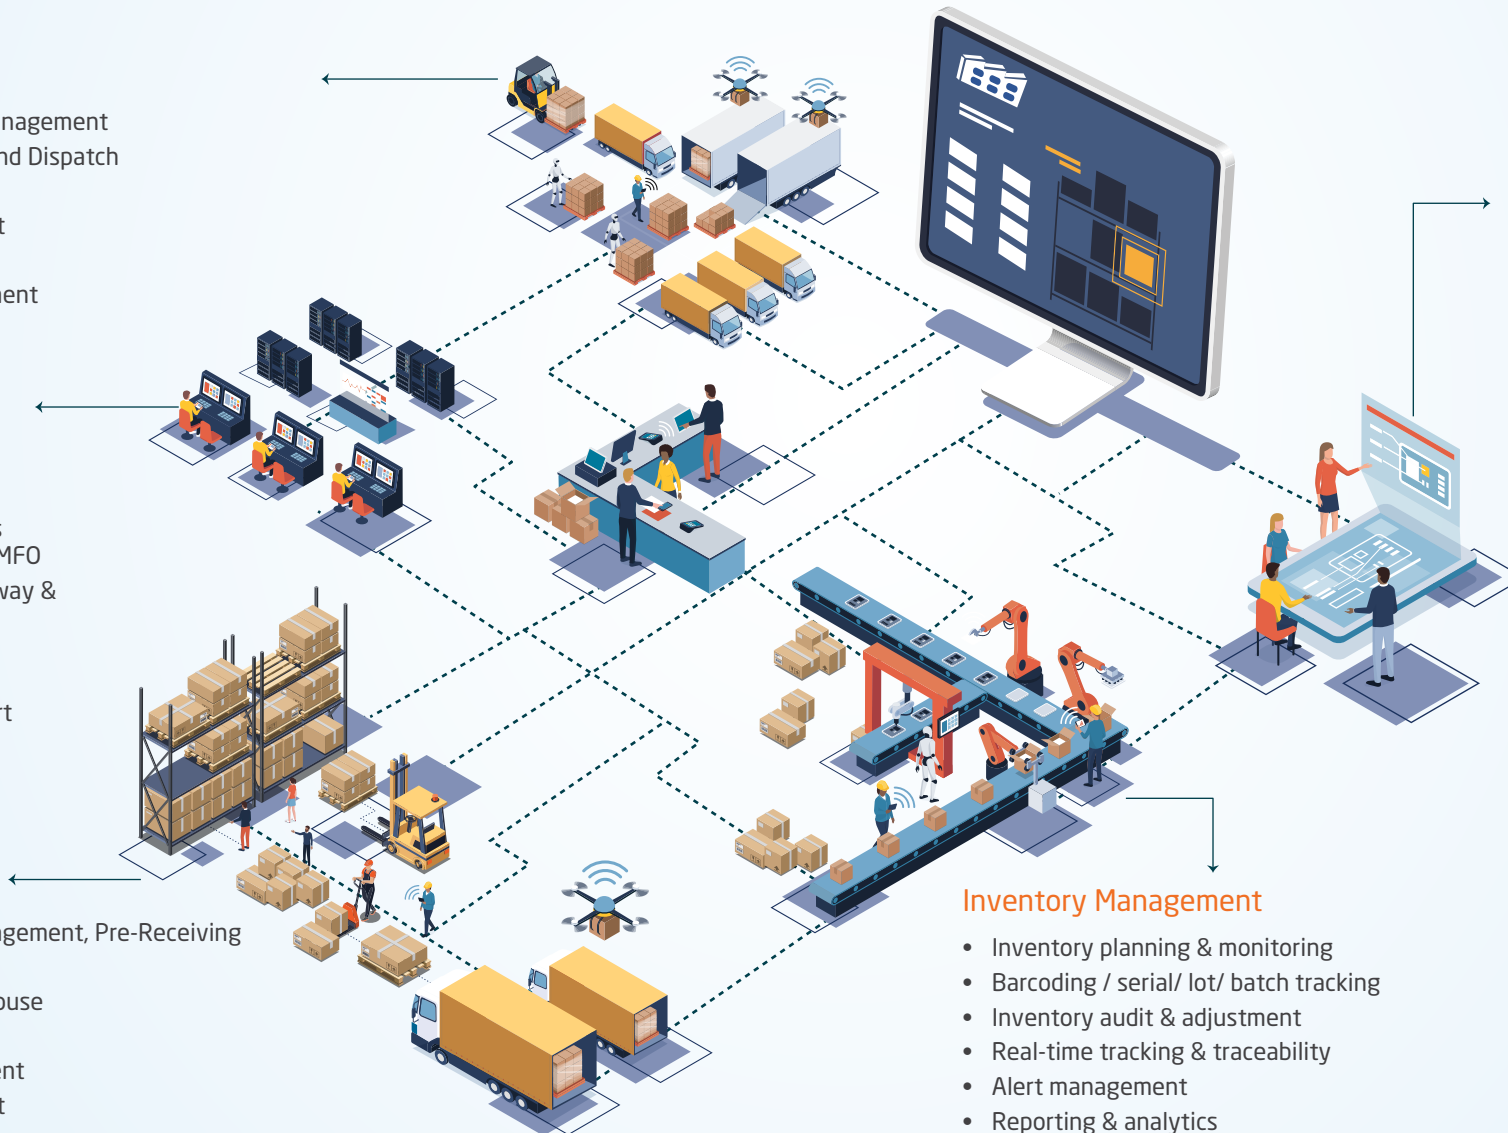 nagement
nd Dispatch
t
nent
s
MFO
way &
rt
gement, Pre-Receiving
ouse
ent
t
Inventory Management
• Inventory planning & monitoring
• Barcoding / serial/ lot/ batch tracking
• Inventory audit & adjustment
• Real-time tracking & traceability
• Alert management
• Reporting & analytics